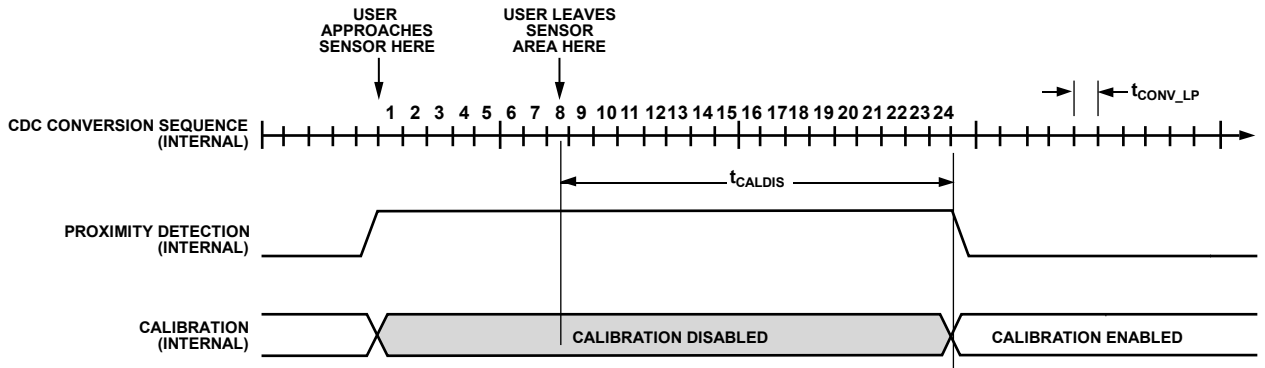 USER
APPROACHES
SENSOR HERE
USER LEAVES
SENSOR
AREA HERE
tCONV_LP
1 2 3 4 5 6 7 8 9 10 11 12 13 14 15 16 17 18 19 20 21 22 23 24
CDC CONVERSION SEQUENCE
(INTERNAL)
tCALDIS
PROXIMITY DETECTION
(INTERNAL)
CALIBRATION
(INTERNAL)
CALIBRATION DISABLED
CALIBRATION ENABLED